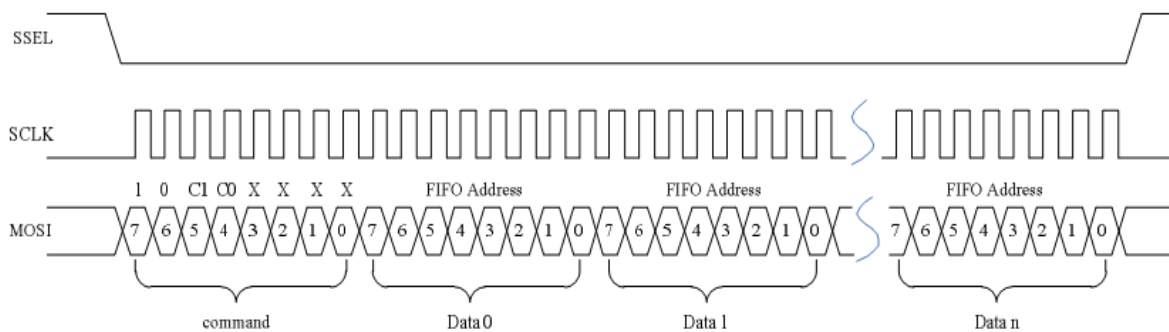 SSEL
SCLK
1 0 C1 C0 X X X X FIFO Address FIFO Address FIFO Address
MOSI 7 6 5 4 3 2 1 0 7 6 5 4 3 2 1 0 7 6 5 4 3 2 1 0 7 6 5 4 3 2 1 0
command Data 0 Data 1 Data n